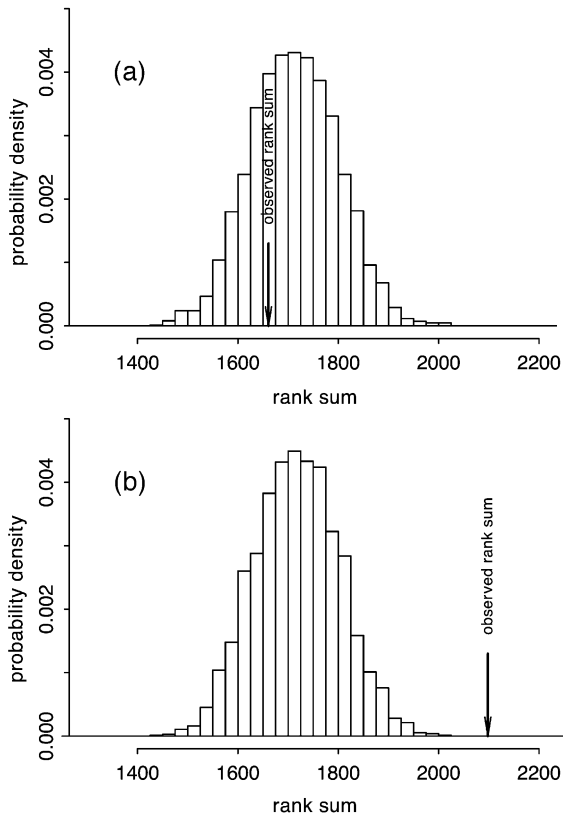 (a)
probability density
0.000
0.002
0.004
observed rank sum
1400 1600 1800 2000 2200
rank sum
(b)
probability density
0.000
0.002
0.004
observed rank sum
1400 1600 1800 2000 2200
rank sum